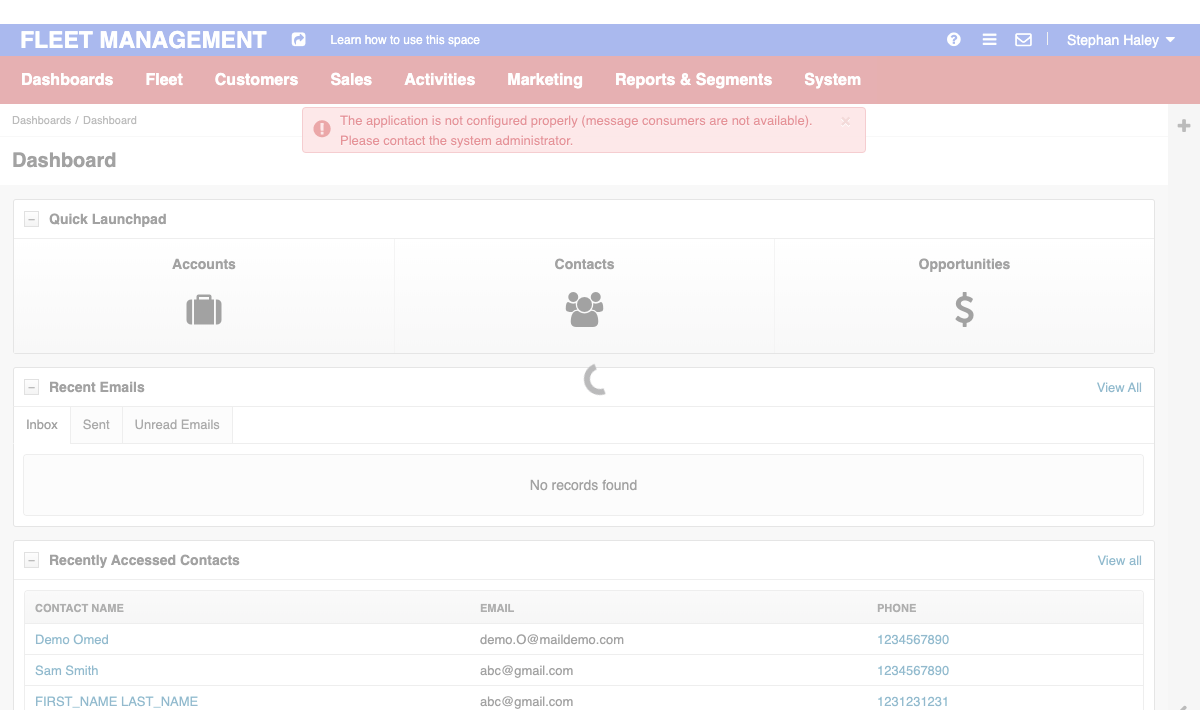 FLEET MANAGEMENT Learn how to use this space Stephan Haley
Dashboards Fleet Customers Sales Activities Marketing Reports & Segments System
Dashboards / Dashboard
The application is not configured properly (message consumers are not available). ×
Please contact the system administrator.
Dashboard
Quick Launchpad
Accounts Contacts Opportunities
Recent Emails View All
Inbox Sent Unread Emails
No records found
Recently Accessed Contacts View all
CONTACT NAME EMAIL PHONE
Demo Omed demo.O@maildemo.com 1234567890
Sam Smith abc@gmail.com 1234567890
FIRST_NAME LAST_NAME abc@gmail.com 1231231231